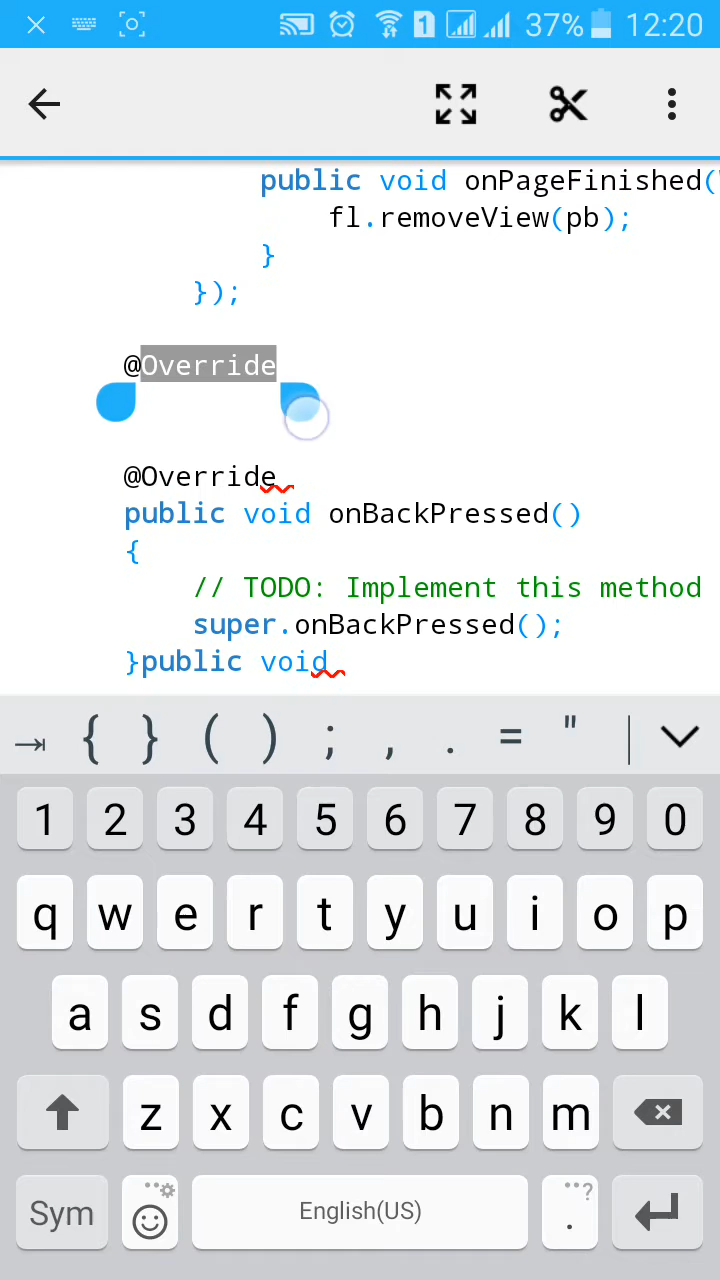 1 37% 12:20
public void onPageFinished(
fl.removeView(pb);
}
});
@Override
@Override
public void onBackPressed()
{
// TODO: Implement this method
super.onBackPressed();
}public void
{ } ( ) ; , . = " |
1 2 3 4 5 6 7 8 9 0
q w e r t y u i o p
a s d f g h j k l
z x c v b n m
Sym English(US) . ?